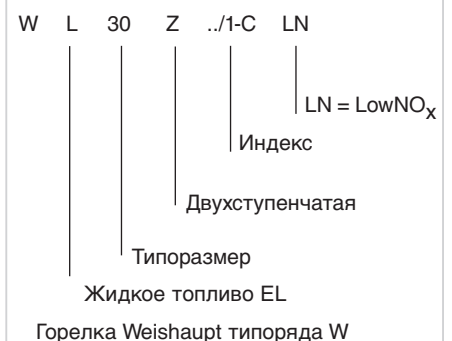 W L 30 Z ../1-C LN
LN = LowNOx
Индекс
Двухступенчатая
Типоразмер
Жидкое топливо EL
Горелка Weishaupt типоряда W